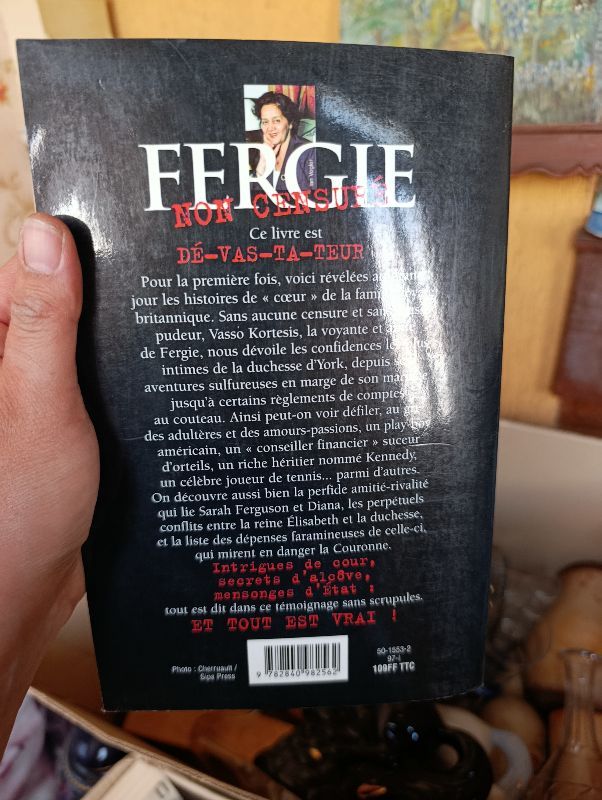 FERGIE
NON CENSURÉ
Ce livre est
DÉ-VAS-TA-TEUR
Pour la première fois, voici révélées au grand
jour les histoires de « cœur » de la famille
britannique. Sans aucune censure et sans
pudeur, Vasso Kortesis, la voyante et
de Fergie, nous dévoile les confidences les plus
intimes de la duchesse d'York, depuis ses
aventures sulfureuses en marge de son mariage
jusqu'à certains règlements de comptes
au couteau. Ainsi peut-on voir défiler, au gré
des adultères et des amours-passions, un play-boy
américain, un « conseiller financier » suceur
d'orteils, un riche héritier nommé Kennedy,
un célèbre joueur de tennis... parmi d'autres.
On découvre aussi bien la perfide amitié-rivalité
qui lie Sarah Ferguson et Diana, les perpétuels
conflits entre la reine Élisabeth et la duchesse,
et la liste des dépenses faramineuses de celle-ci,
qui mirent en danger la Couronne.
Intrigues de cour,
secrets d'alcôve,
mensonges d'État :
tout est dit dans ce témoignage sans scrupules.
ET TOUT EST VRAI !
Photo : Cherruault /
Sipa Press
9 782840 982562
50-1553-2
97-I
109FF TTC